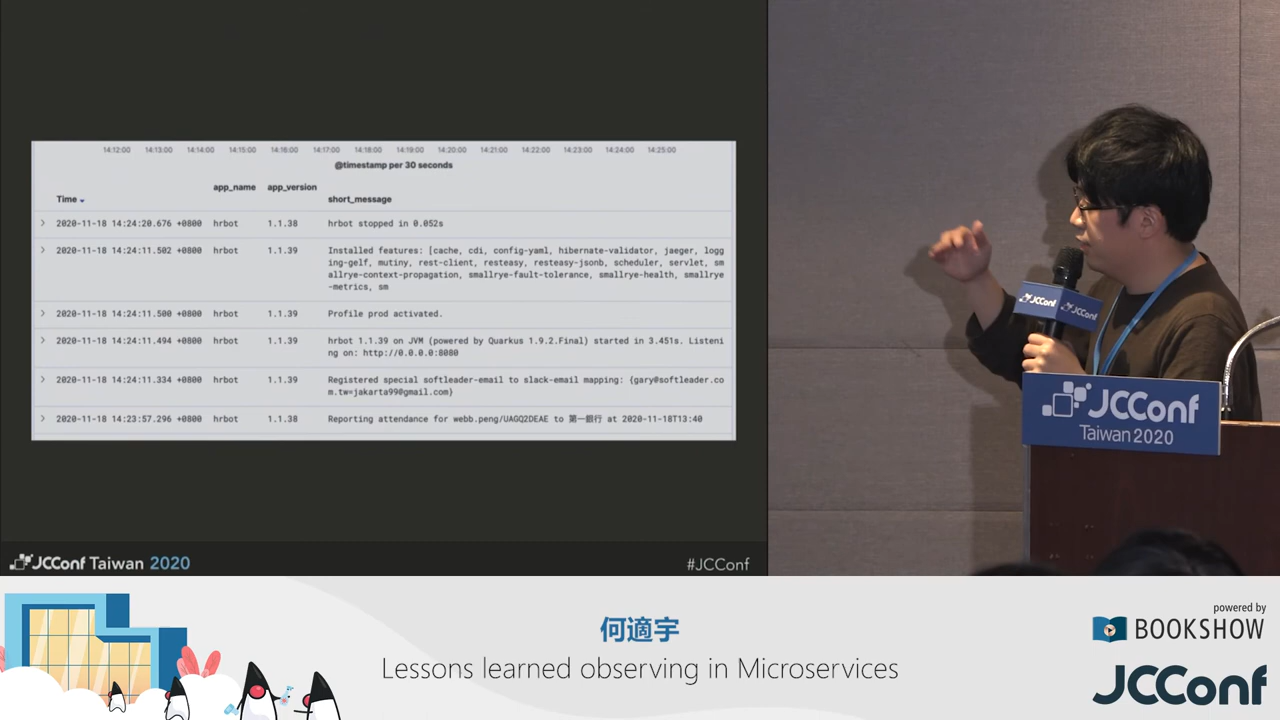 14:12:00 14:13:00 14:14:00 14:15:00 14:16:00 14:17:00 14:18:00 14:19:00 14:20:00 14:21:00 14:22:00 14:23:00 14:24:00 14:25:00
@timestamp per 30 seconds
Time app_name app_version short_message
2020-11-18 14:24:20.676 +0800 hrbot 1.1.38 hrbot stopped in 0.052s
2020-11-18 14:24:11.502 +0800 hrbot 1.1.39 Installed features: [cache, cdi, config-yaml, hibernate-validator, jaeger, logg
ing-gelf, mutiny, rest-client, resteasy, resteasy-jsonb, scheduler, servlet, sm
allrye-context-propagation, smallrye-fault-tolerance, smallrye-health, smallrye
-metrics, sm
2020-11-18 14:24:11.500 +0800 hrbot 1.1.39 Profile prod activated.
2020-11-18 14:24:11.494 +0800 hrbot 1.1.39 hrbot 1.1.39 on JVM (powered by Quarkus 1.9.2.Final) started in 3.451s. Listeni
ng on: http://0.0.0.0:8080
2020-11-18 14:24:11.334 +0800 hrbot 1.1.39 Registered special softleader-email to slack-email mapping: {gary@softleader.co
m.tw=jakarta99@gmail.com}
2020-11-18 14:23:57.296 +0800 hrbot 1.1.38 Reporting attendance for webb.peng/UAGQ2DEAE to 第一銀行 at 2020-11-18T13:40
JCConf Taiwan 2020
#JCConf
JCConf
JCConf
JCConf
Taiwan 2020
何適宇
Lessons learned observing in Microservices
powered by
BOOKSHOW
JCConf